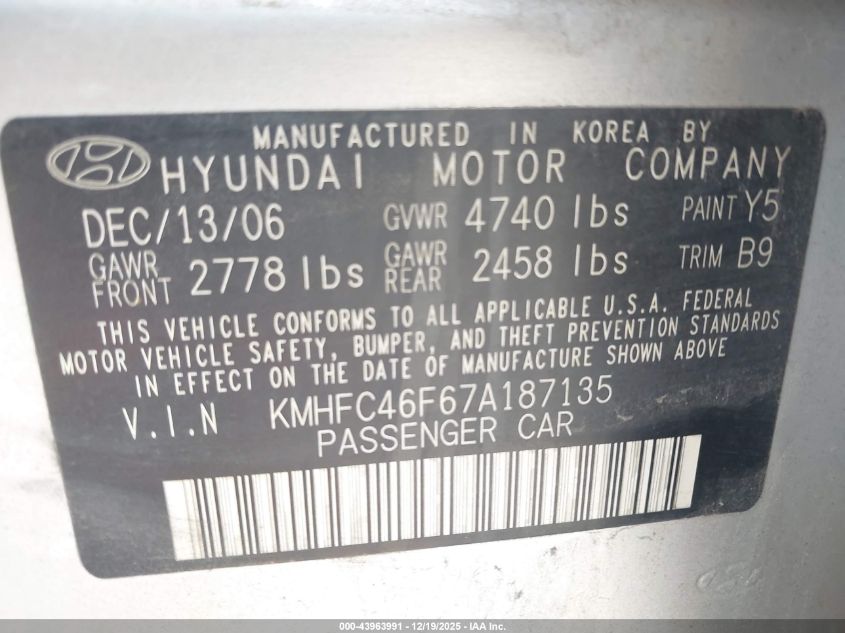 MANUFACTURED IN KOREA BY
HYUNDAI MOTOR COMPANY
DEC/13/06 GVWR 4740 lbs PAINT Y5
GAWR FRONT 2778 lbs GAWR REAR 2458 lbs TRIM B9
THIS VEHICLE CONFORMS TO ALL APPLICABLE U.S.A. FEDERAL
MOTOR VEHICLE SAFETY, BUMPER, AND THEFT PREVENTION STANDARDS
IN EFFECT ON THE DATE OF MANUFACTURE SHOWN ABOVE
V.I.N KMHFC46F67A187135
PASSENGER CAR
000-43963991 - 12/19/2025 - IAA Inc.